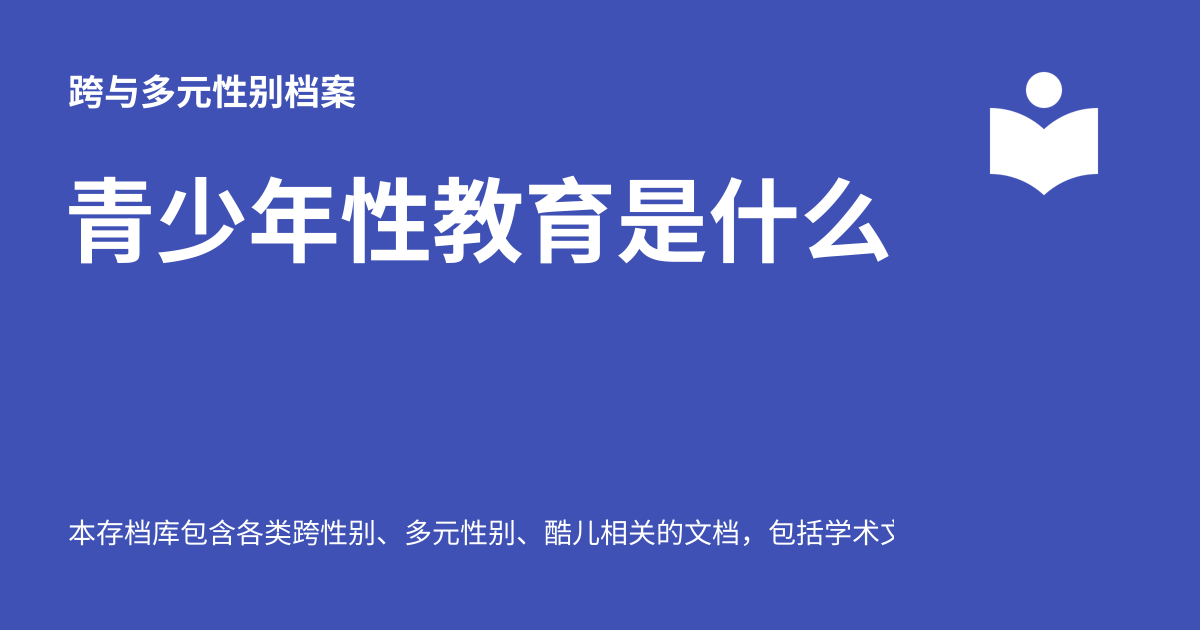 跨与多元性别档案
青少年性教育是什么
本存档库包含各类跨性别、多元性别、酷儿相关的文档，包括学术